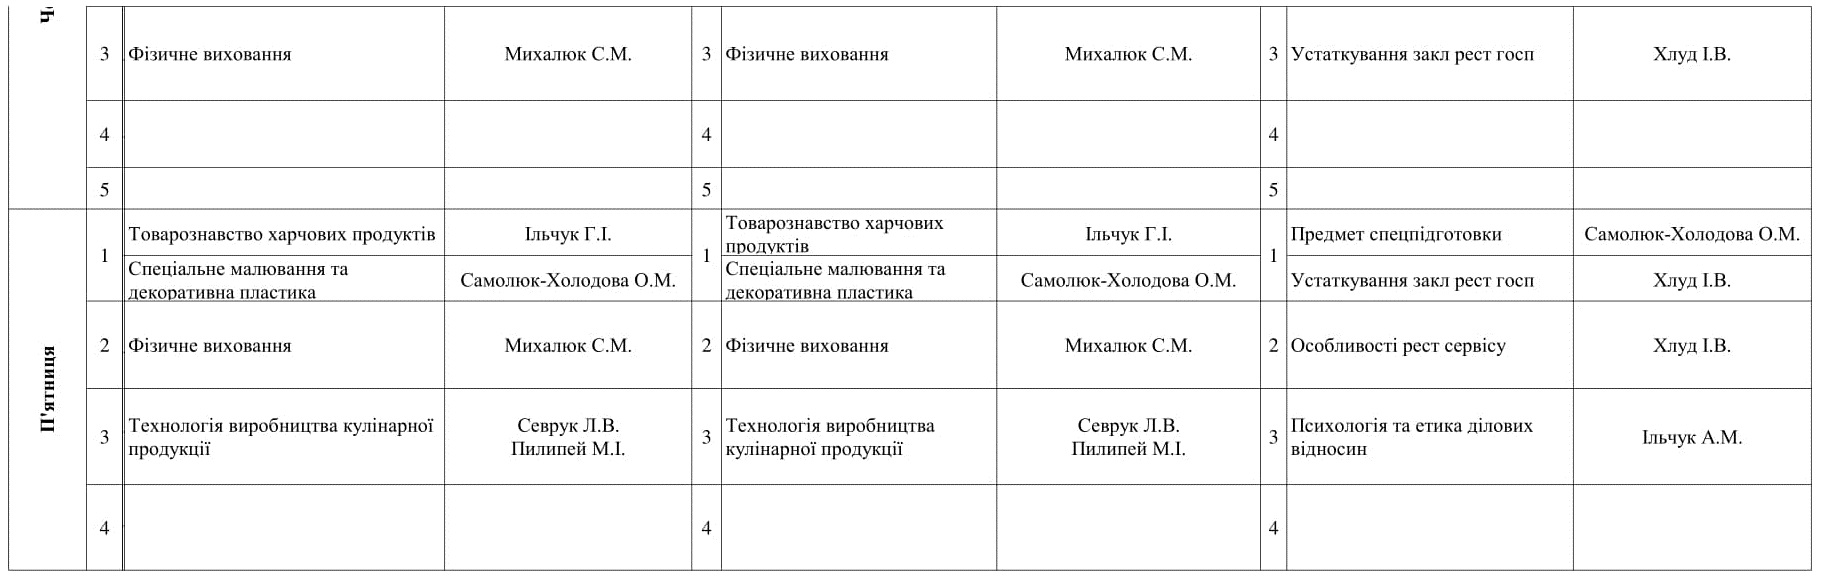 Че
3 Фізичне виховання Михалюк С.М. 3 Фізичне виховання Михалюк С.М. 3 Устаткування закл рест госп Хлуд І.В.
4 4 4
5 5 5
П'ятниця
1 Товарознавство харчових продуктів Ільчук Г.І. 1 Товарознавство харчових
продуктів Ільчук Г.І. 1 Предмет спецпідготовки Самолюк-Холодова О.М.
Спеціальне малювання та
декоративна пластика Самолюк-Холодова О.М. Спеціальне малювання та
декоративна пластика Самолюк-Холодова О.М. Устаткування закл рест госп Хлуд І.В.
2 Фізичне виховання Михалюк С.М. 2 Фізичне виховання Михалюк С.М. 2 Особливості рест сервісу Хлуд І.В.
3 Технологія виробництва кулінарної
продукції Севрук Л.В.
Пилипей М.І. 3 Технологія виробництва
кулінарної продукції Севрук Л.В.
Пилипей М.І. 3 Психологія та етика ділових
відносин Ільчук А.М.
4 4 4